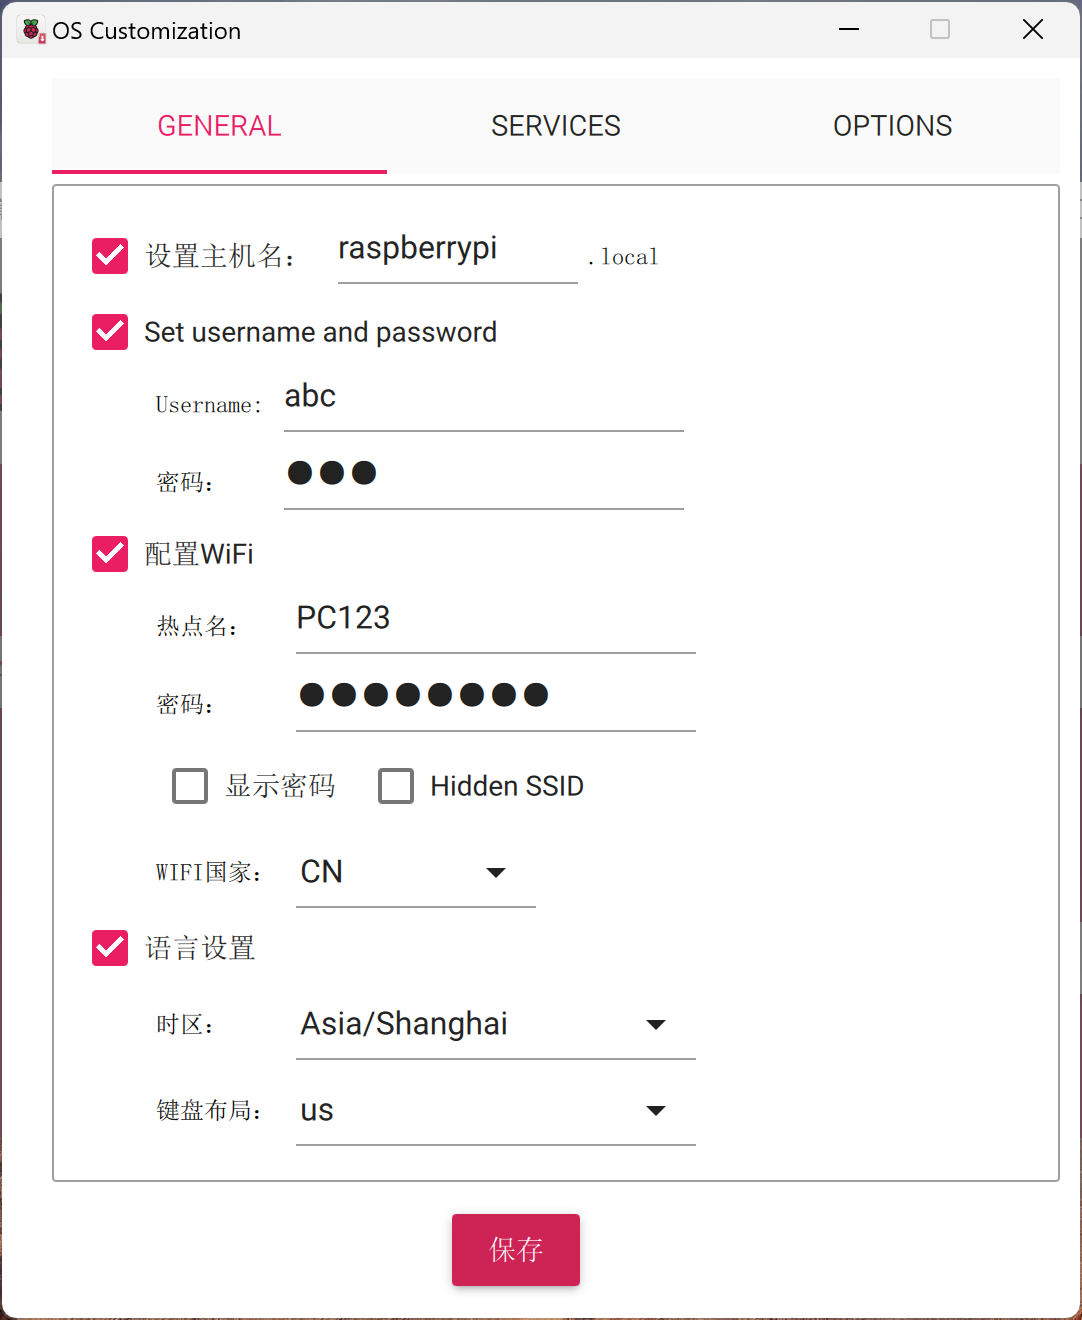 OS Customization
GENERAL SERVICES OPTIONS
设置主机名： raspberrypi .local
Set username and password
Username: abc
密码： ●●●
配置WiFi
热点名： PC123
密码： ●●●●●●●●
显示密码 Hidden SSID
WIFI国家： CN
语言设置
时区： Asia/Shanghai
键盘布局： us
保存